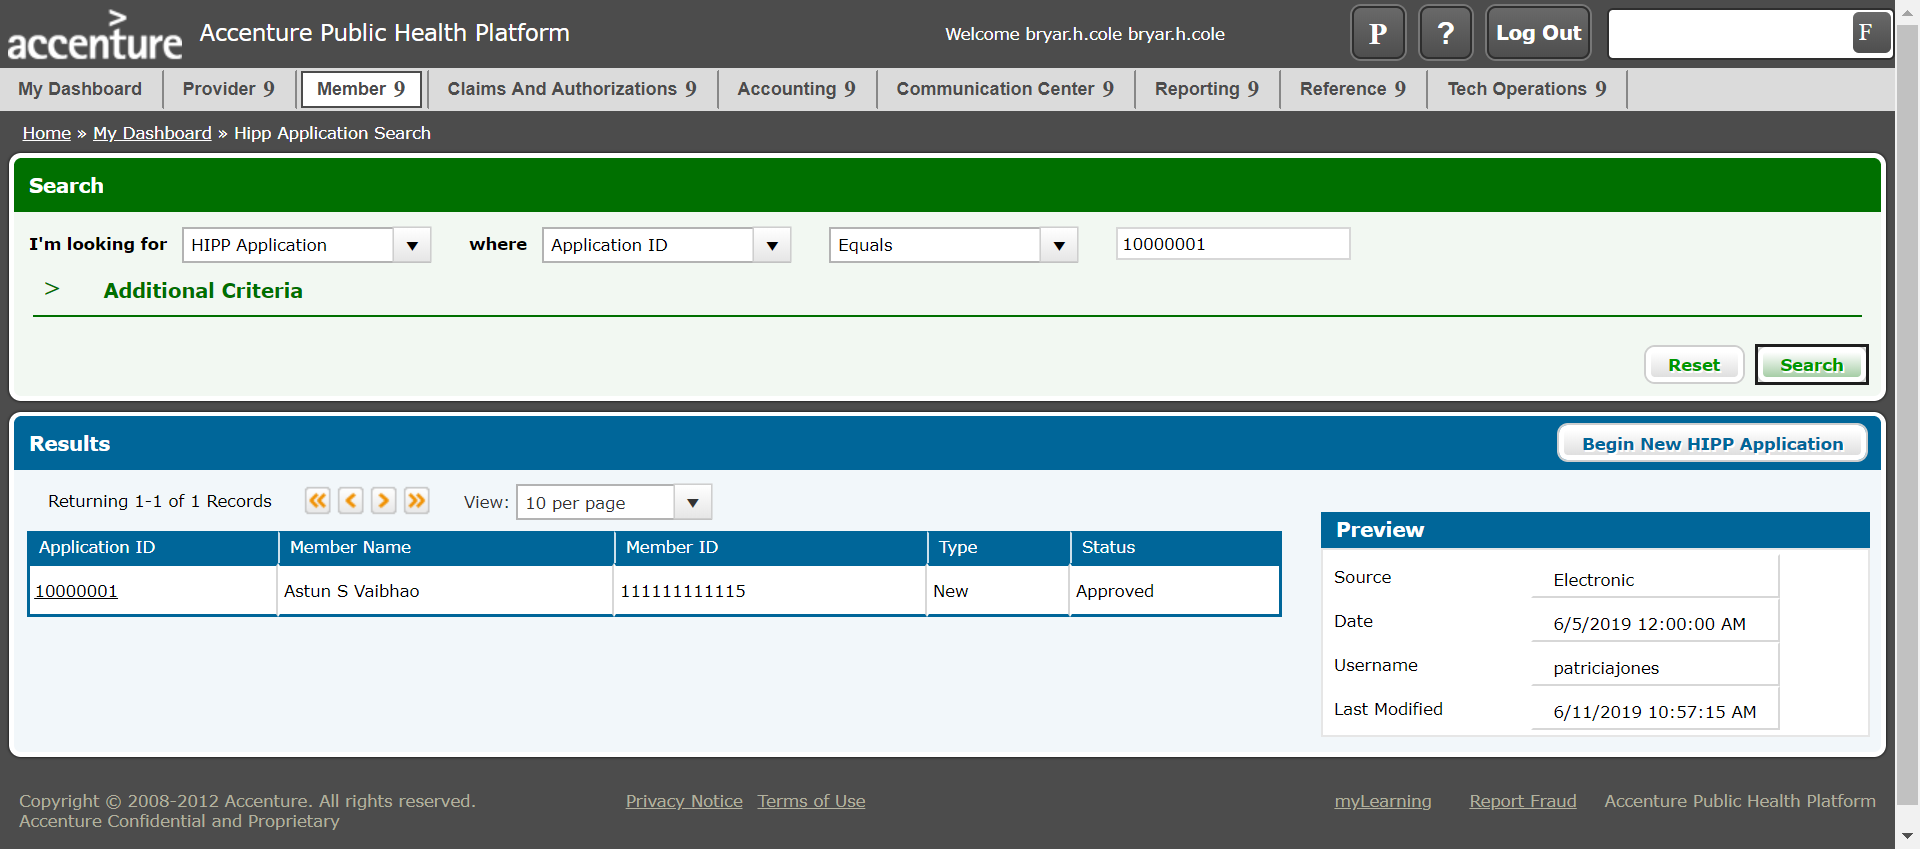 accenture
Accenture Public Health Platform
Welcome bryar.h.cole bryar.h.cole
P
?
Log Out
F
My Dashboard
Provider 9
Member 9
Claims And Authorizations 9
Accounting 9
Communication Center 9
Reporting 9
Reference 9
Tech Operations 9
Home » My Dashboard » Hipp Application Search
Search
I'm looking for
HIPP Application
where
Application ID
Equals
10000001
> Additional Criteria
Reset
Search
Results
Begin New HIPP Application
Returning 1-1 of 1 Records
View:
10 per page
Application ID
Member Name
Member ID
Type
Status
10000001
Astun S Vaibhao
111111111115
New
Approved
Preview
Source
Electronic
Date
6/5/2019 12:00:00 AM
Username
patriciajones
Last Modified
6/11/2019 10:57:15 AM
Copyright © 2008-2012 Accenture. All rights reserved.
Accenture Confidential and Proprietary
Privacy Notice
Terms of Use
myLearning
Report Fraud
Accenture Public Health Platform